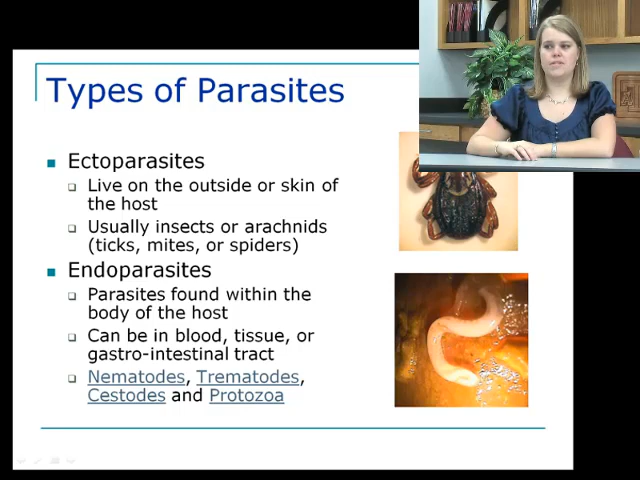 Types of Parasites
Ectoparasites
Live on the outside or skin of
the host
Usually insects or arachnids
(ticks, mites, or spiders)
Endoparasites
Parasites found within the
body of the host
Can be in blood, tissue, or
gastro-intestinal tract
Nematodes, Trematodes,
Cestodes and Protozoa